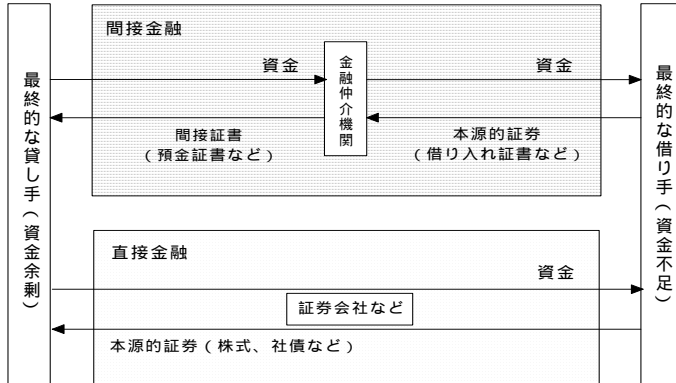 間接金融
資金
資金
金融仲介機関
最終的な貸し手(資金余剰)
最終的な借り手(資金不足)
間接証書
(預金証書など)
本源的証券
(借り入れ証書など)
直接金融
資金
証券会社など
本源的証券(株式、社債など)